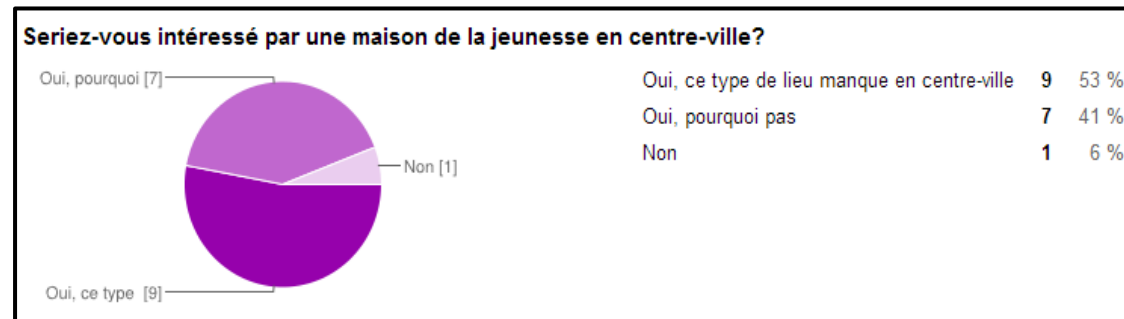 Seriez-vous intéressé par une maison de la jeunesse en centre-ville?
Oui, pourquoi [7]
Non [1]
Oui, ce type [9]
Oui, ce type de lieu manque en centre-ville 9 53 %
Oui, pourquoi pas 7 41 %
Non 1 6 %